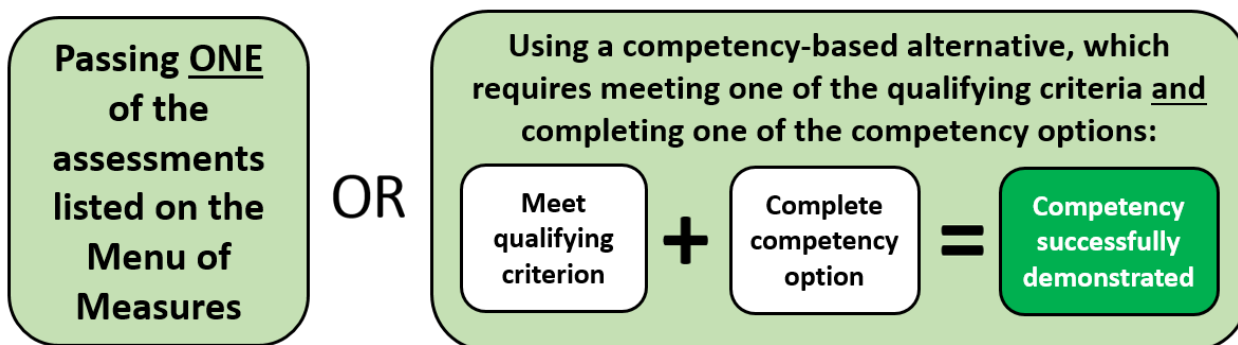 Passing ONE
of the
assessments
listed on the
Menu of
Measures
OR
Using a competency-based alternative, which
requires meeting one of the qualifying criteria and
completing one of the competency options:
Meet
qualifying
criterion
+
Complete
competency
option
=
Competency
successfully
demonstrated